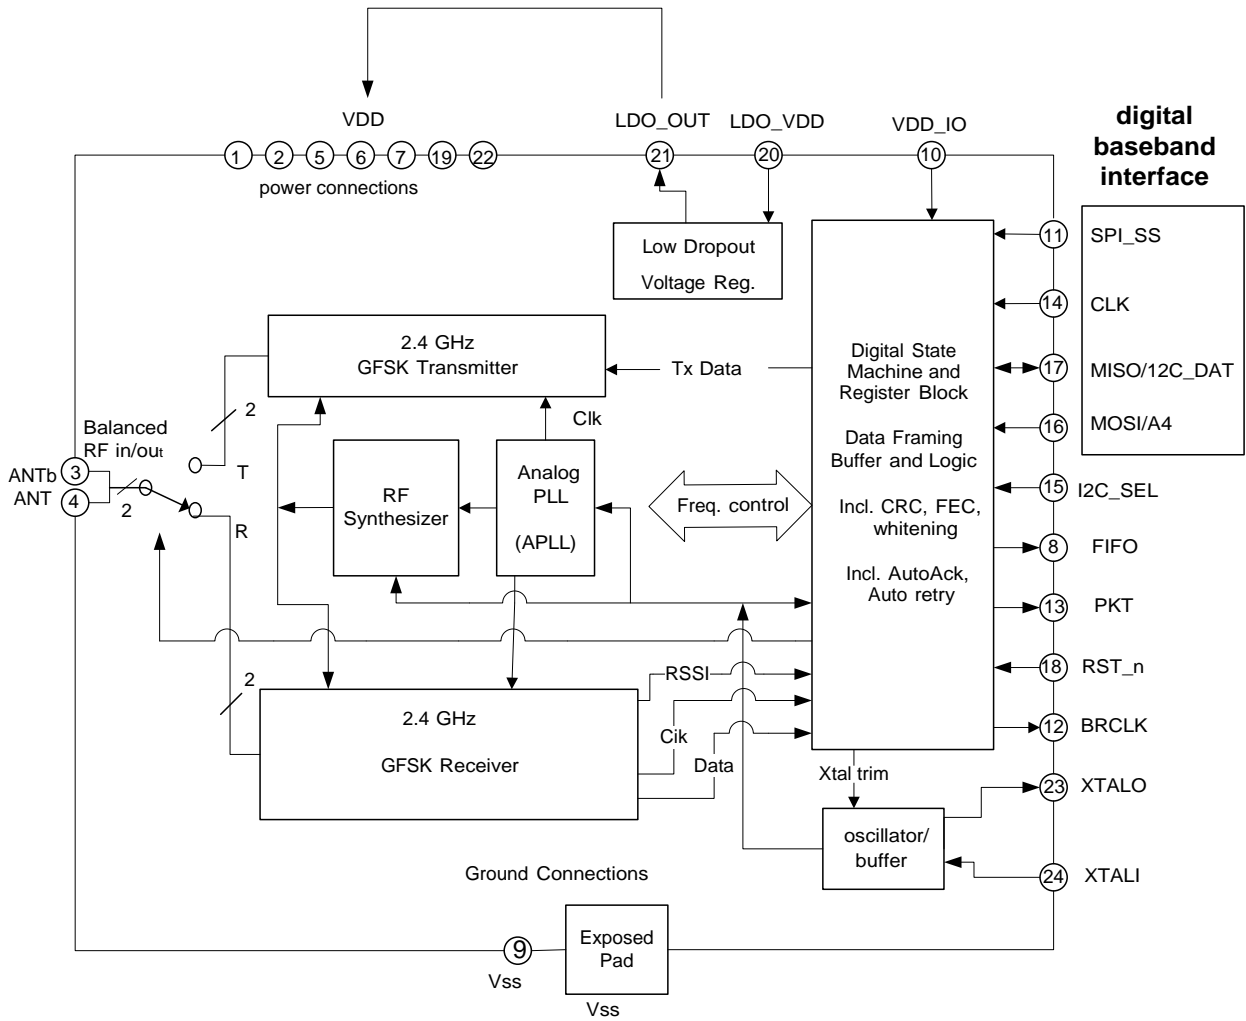 VDD
LDO_OUT
LDO_VDD
VDD_IO
digital
baseband
interface
1
2
5
6
7
19
22
21
20
10
power connections
Low Dropout
Voltage Reg.
11
SPI_SS
14
CLK
17
MISO/12C_DAT
16
MOSI/A4
15
I2C_SEL
8
FIFO
13
PKT
18
RST_n
12
BRCLK
23
XTALO
24
XTALI
2.4 GHz
GFSK Transmitter
Tx Data
Digital State
Machine and
Register Block
Data Framing
Buffer and Logic
Incl. CRC, FEC,
whitening
Incl. AutoAck,
Auto retry
2
Clk
Balanced
RF in/out
ANTb
3
ANT
4
2
T
R
RF
Synthesizer
Analog
PLL
(APLL)
Freq. control
2
RSSI
2.4 GHz
GFSK Receiver
Cik
Data
Xtal trim
oscillator/
buffer
Ground Connections
9
Vss
Exposed
Pad
Vss